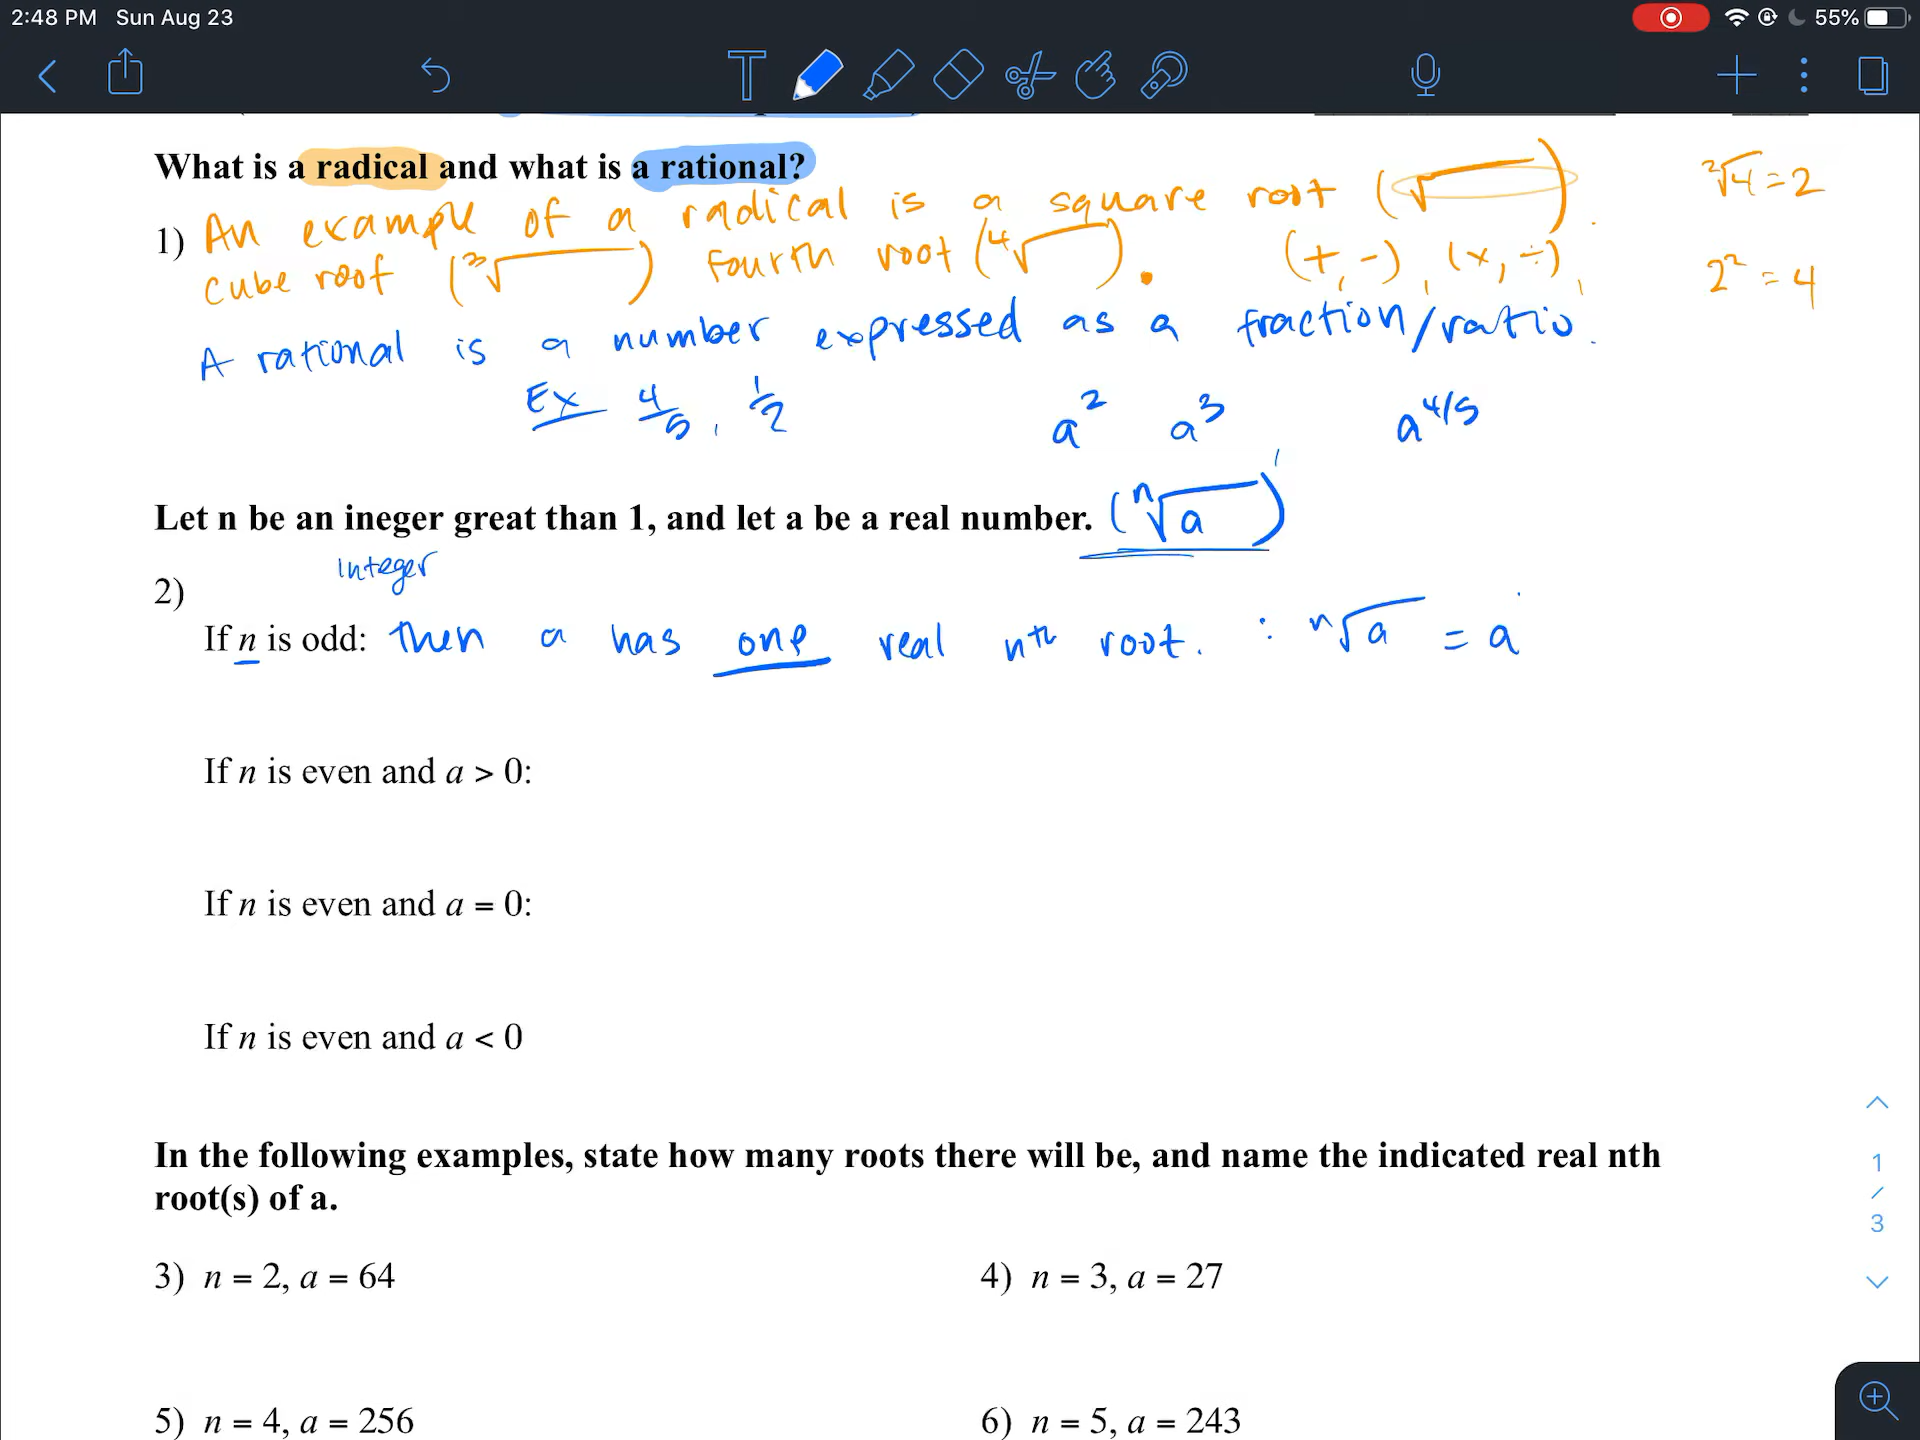 2:48 PM Sun Aug 23 55%
What is a radical and what is a rational?
1) An example of a radical is a square root (√ ).
cube root (³√ ) fourth root (⁴√ ). (+, -), (×, ÷),
²√4 = 2
2² = 4
A rational is a number expressed as a fraction/ratio.
Ex 4/5, 1/2 a² a³ a^4/5
Let n be an ineger great than 1, and let a be a real number. (ⁿ√a)
integer
2)
If n is odd: then a has one real nth root. : ⁿ√a = a
If n is even and a > 0:
If n is even and a = 0:
If n is even and a < 0
In the following examples, state how many roots there will be, and name the indicated real nth
root(s) of a.
3) n = 2, a = 64 4) n = 3, a = 27
5) n = 4, a = 256 6) n = 5, a = 243
1
/
3